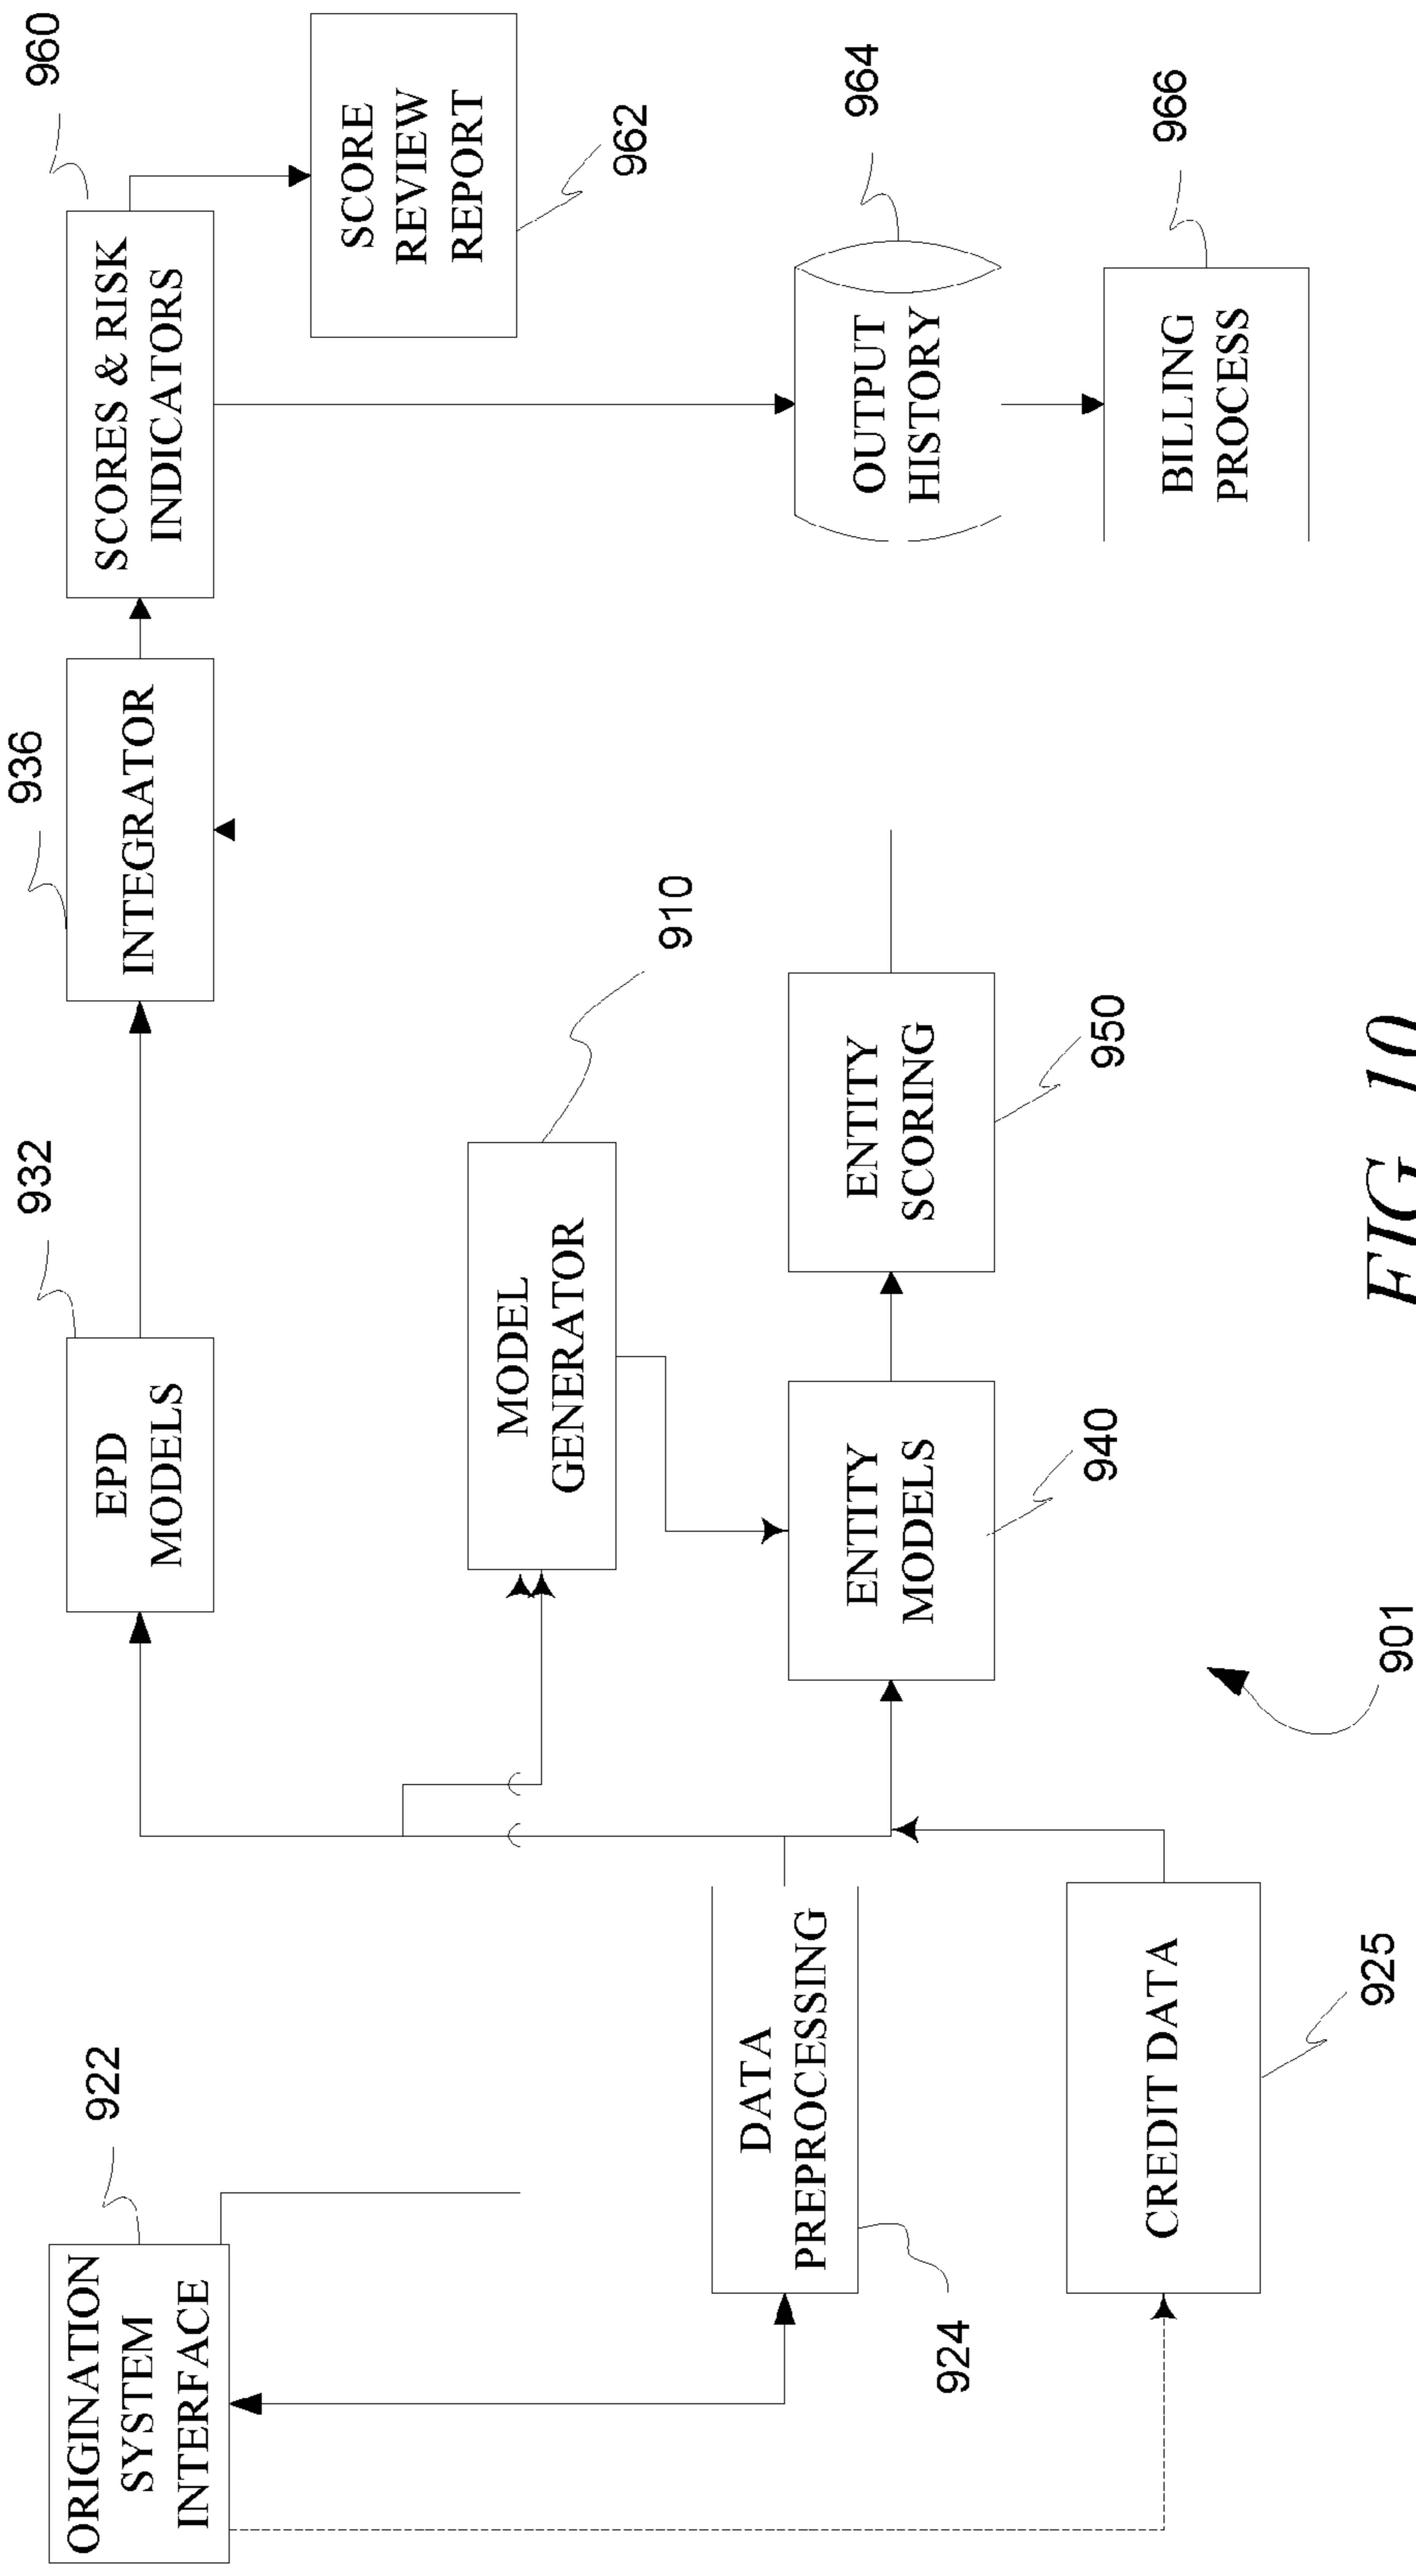 922
ORIGINATION
SYSTEM
INTERFACE
932
EPD
MODELS
936
INTEGRATOR
960
SCORES & RISK
INDICATORS
SCORE
REVIEW
REPORT
962
910
MODEL
GENERATOR
DATA
PREPROCESSING
924
ENTITY
MODELS
940
ENTITY
SCORING
950
OUTPUT
HISTORY
964
CREDIT DATA
925
BILLING
PROCESS
966
901
FIG. 10